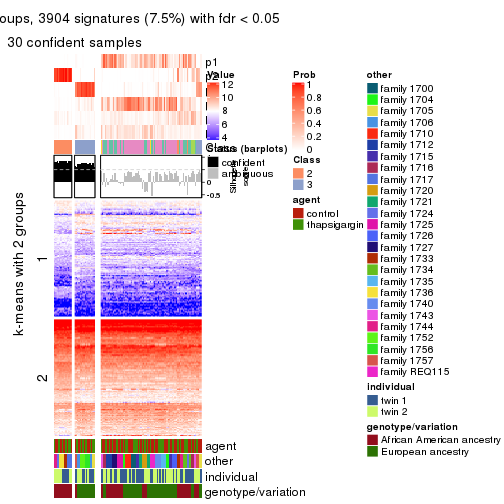 oups, 3904 signatures (7.5%) with fdr < 0.05
30 confident samples
p1
Value
12
10
8
6
4
Prob
1
0.8
0.6
0.4
0.2
0
Status (barplots)
confident
ambiguous
0
-0.5
Class
2
3
agent
control
thapsigargin
other
family 1700
family 1704
family 1705
family 1706
family 1710
family 1712
family 1715
family 1716
family 1717
family 1720
family 1721
family 1724
family 1725
family 1726
family 1727
family 1733
family 1734
family 1735
family 1736
family 1740
family 1743
family 1744
family 1752
family 1756
family 1757
family REQ115
individual
twin 1
twin 2
genotype/variation
African American ancestry
European ancestry
k-means with 2 groups
1
2
agent
other
individual
genotype/variation